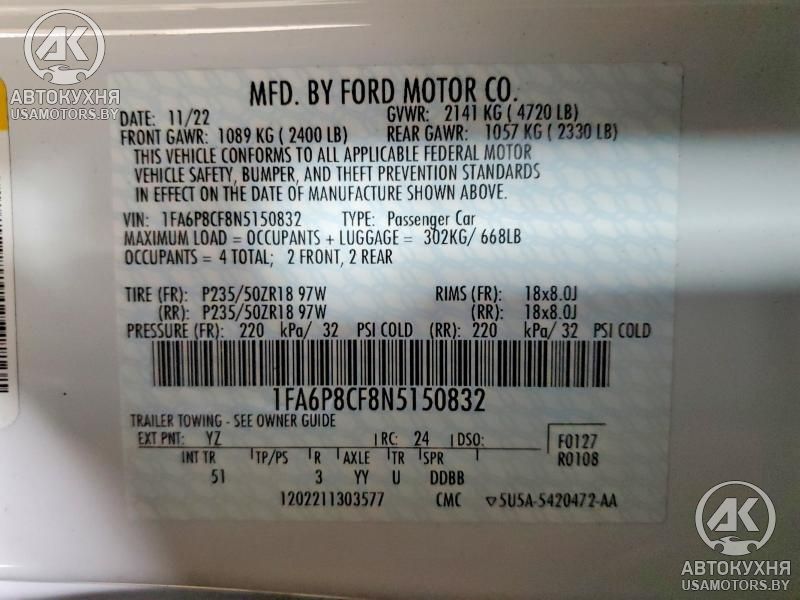 АК
АВТОКУХНЯ
USAMOTORS.BY
MFD. BY FORD MOTOR CO.
DATE: 11/22 GVWR: 2141 KG ( 4720 LB)
FRONT GAWR: 1089 KG ( 2400 LB) REAR GAWR: 1057 KG ( 2330 LB)
THIS VEHICLE CONFORMS TO ALL APPLICABLE FEDERAL MOTOR
VEHICLE SAFETY, BUMPER, AND THEFT PREVENTION STANDARDS
IN EFFECT ON THE DATE OF MANUFACTURE SHOWN ABOVE.
VIN: 1FA6P8CF8N5150832 TYPE: Passenger Car
MAXIMUM LOAD = OCCUPANTS + LUGGAGE = 302KG/ 668LB
OCCUPANTS = 4 TOTAL; 2 FRONT, 2 REAR
TIRE (FR): P235/50ZR18 97W RIMS (FR): 18x8.0J
(RR): P235/50ZR18 97W (RR): 18x8.0J
PRESSURE (FR): 220 kPa/ 32 PSI COLD (RR): 220 kPa/ 32 PSI COLD
1FA6P8CF8N5150832
TRAILER TOWING - SEE OWNER GUIDE
EXT PNT: YZ RC: 24 DSO: F0127
INT TR TP/PS R AXLE TR SPR R0108
51 3 YY U DDBB
1202211303577 CMC ▽5U5A-5420472-AA
АК
АВТОКУХНЯ
USAMOTORS.BY